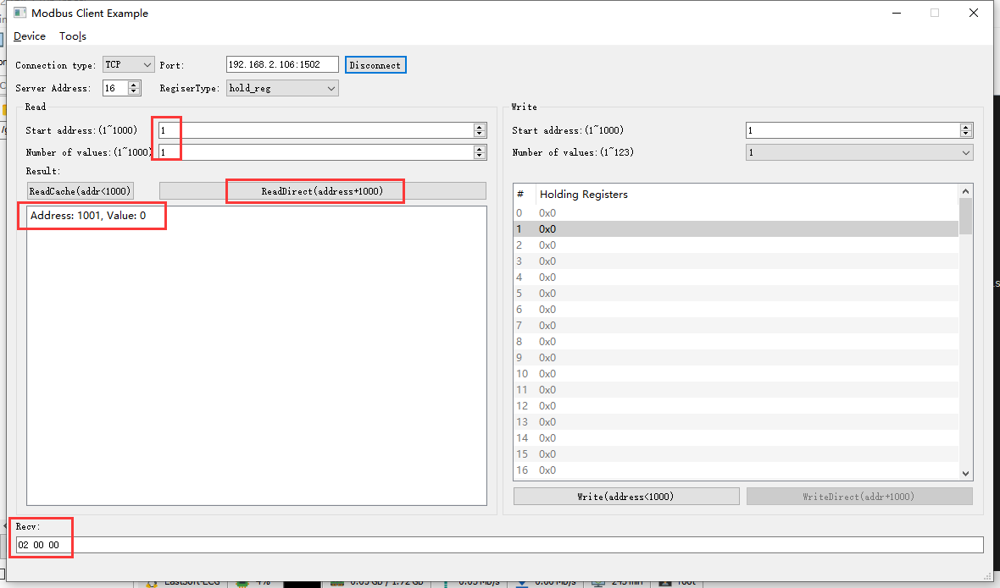 Modbus Client Example
Device Tools
Connection type: TCP Port: 192.168.2.106:1502 Disconnect
Server Address: 16 RegiserType: hold_reg
Read
Start address:(1~1000) 1
Number of values:(1~1000) 1
Result:
ReadCache(addr<1000) ReadDirect(address+1000)
Address: 1001, Value: 0
Write
Start address:(1~1000) 1
Number of values:(1~123) 1
# Holding Registers
0 0x0
1 0x0
2 0x0
3 0x0
4 0x0
5 0x0
6 0x0
7 0x0
8 0x0
9 0x0
10 0x0
11 0x0
12 0x0
13 0x0
14 0x0
15 0x0
16 0x0
Write(address<1000) WriteDirect(addr+1000)
Recv:
02 00 00